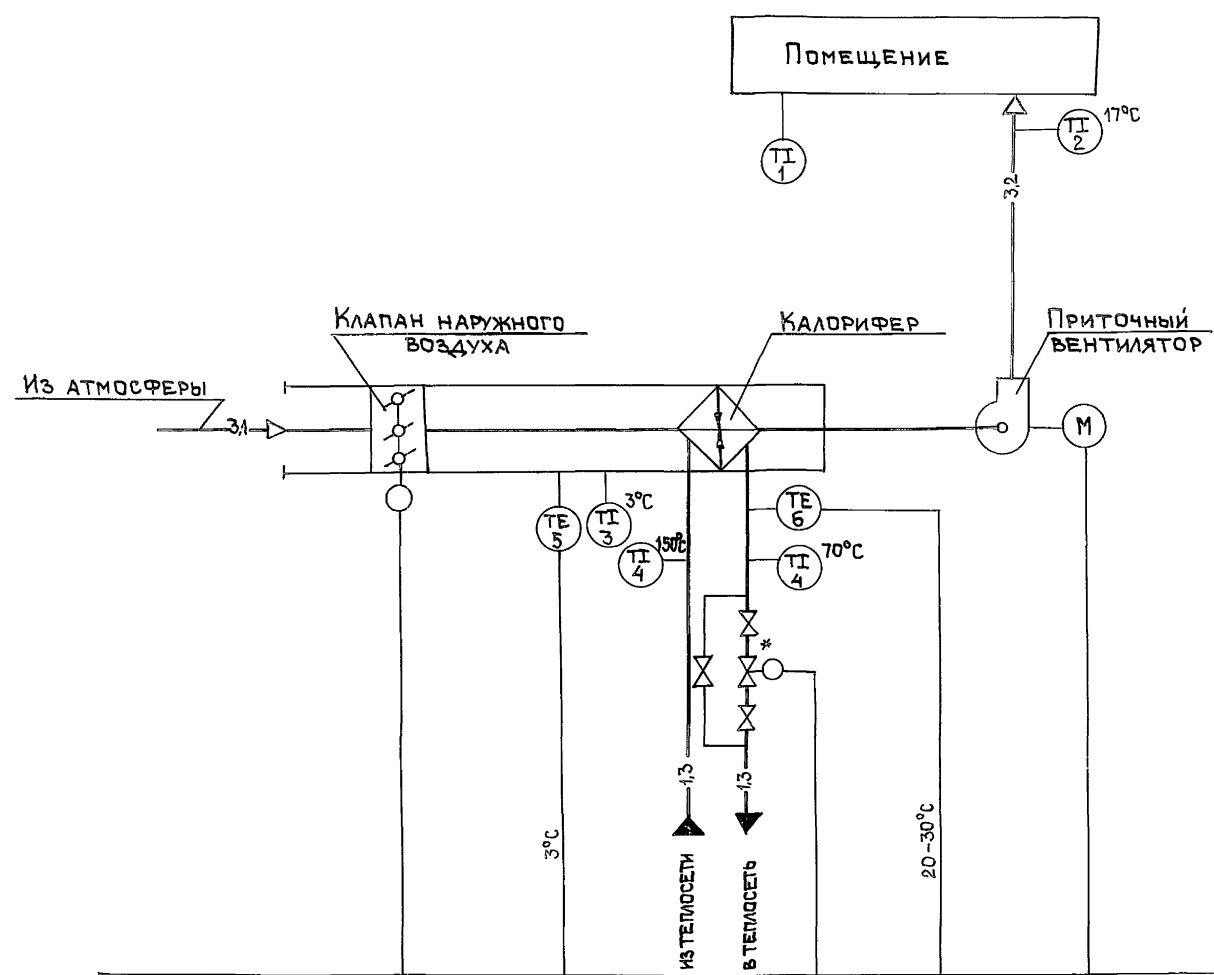 Помещение
TI
1
TI
2
17°C
3,2
Клапан наружного
воздуха
Калорифер
Приточный
вентилятор
Из атмосферы
3,1
M
TE
5
TI
3
3°C
TI
4
150°C
TE
6
TI
4
70°C
*
1,3
1,3
3°C
20-30°C
из теплосети
в теплосеть